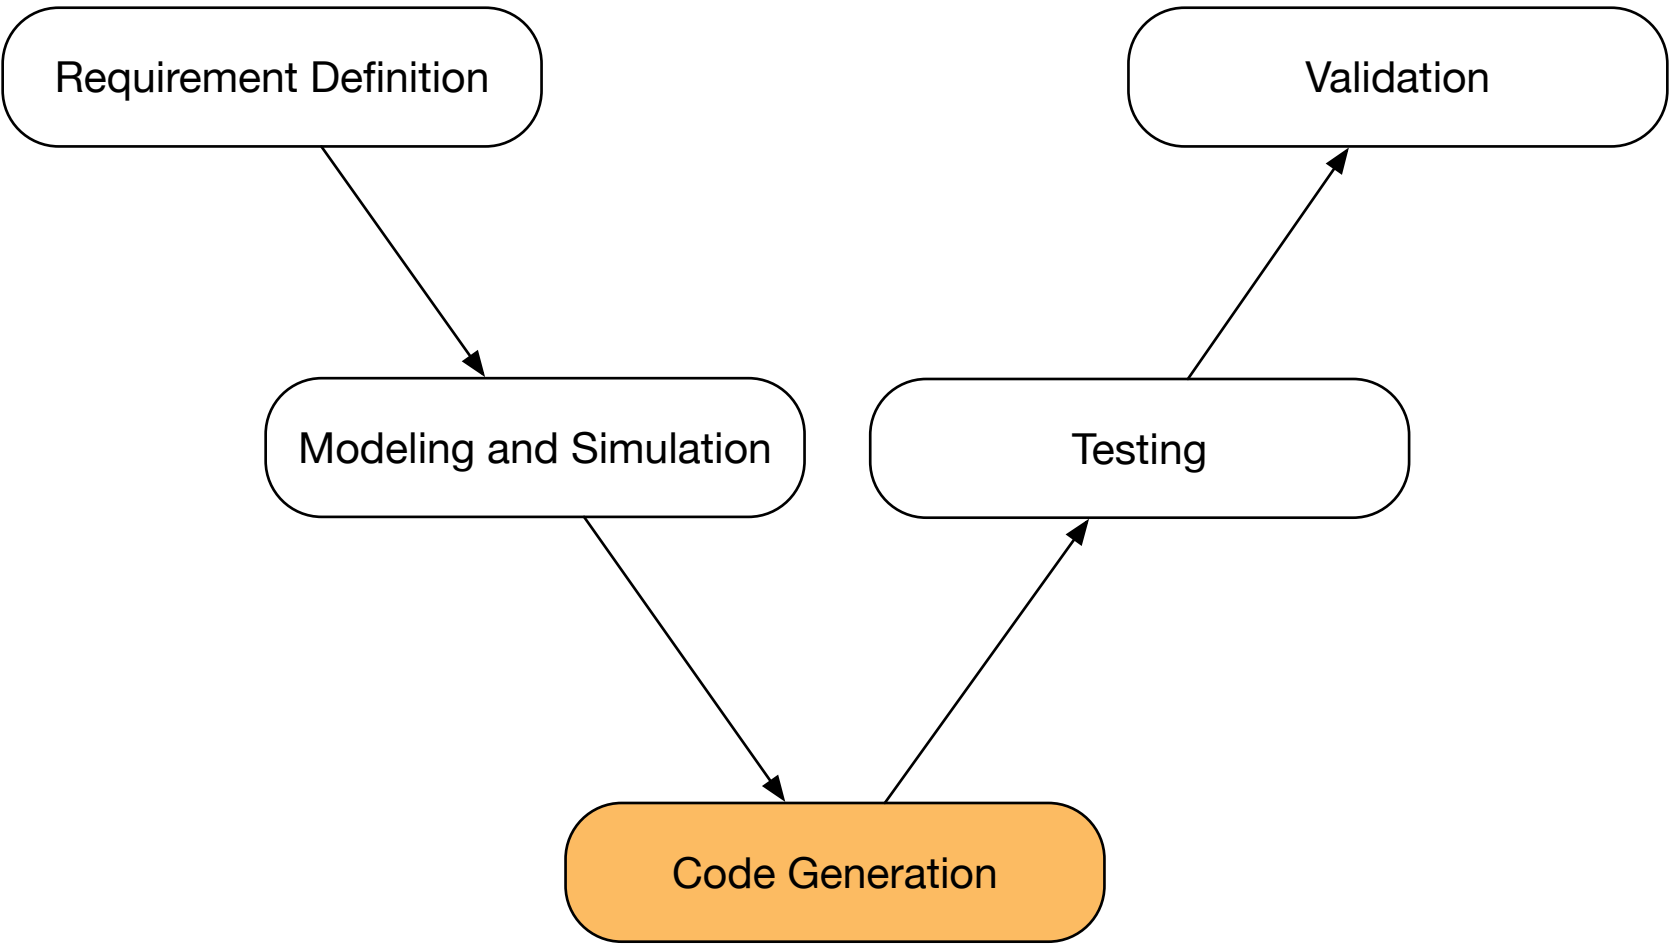 Requirement Definition
Validation
Modeling and Simulation
Testing
Code Generation